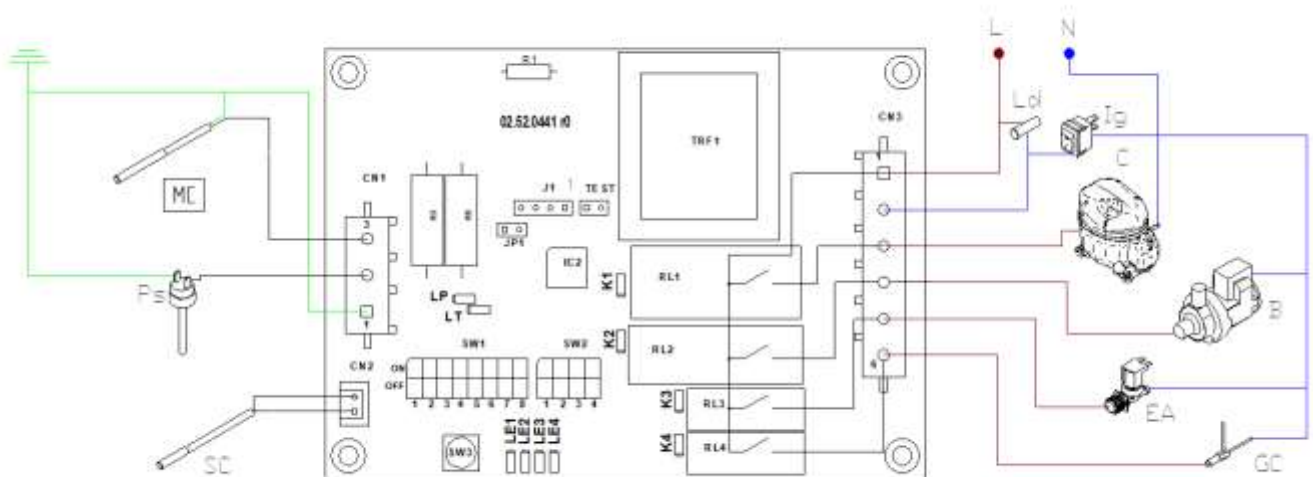 L N
R1
Ld
Ig
02.52.0441 r0
TRF1
CN3
1
C
MC
CN1
J1 1 TEST
3
JP1
IC2
K1
RL1
Ps
LP
LT
B
1
K2
RL2
SW1 SW2
CN2
ON
OFF
6
1 2 3 4 5 6 7 8 1 2 3 4
K3
RL3
EA
LE1
LE2
LE3
LE4
SC
SW3
K4
RL4
GC